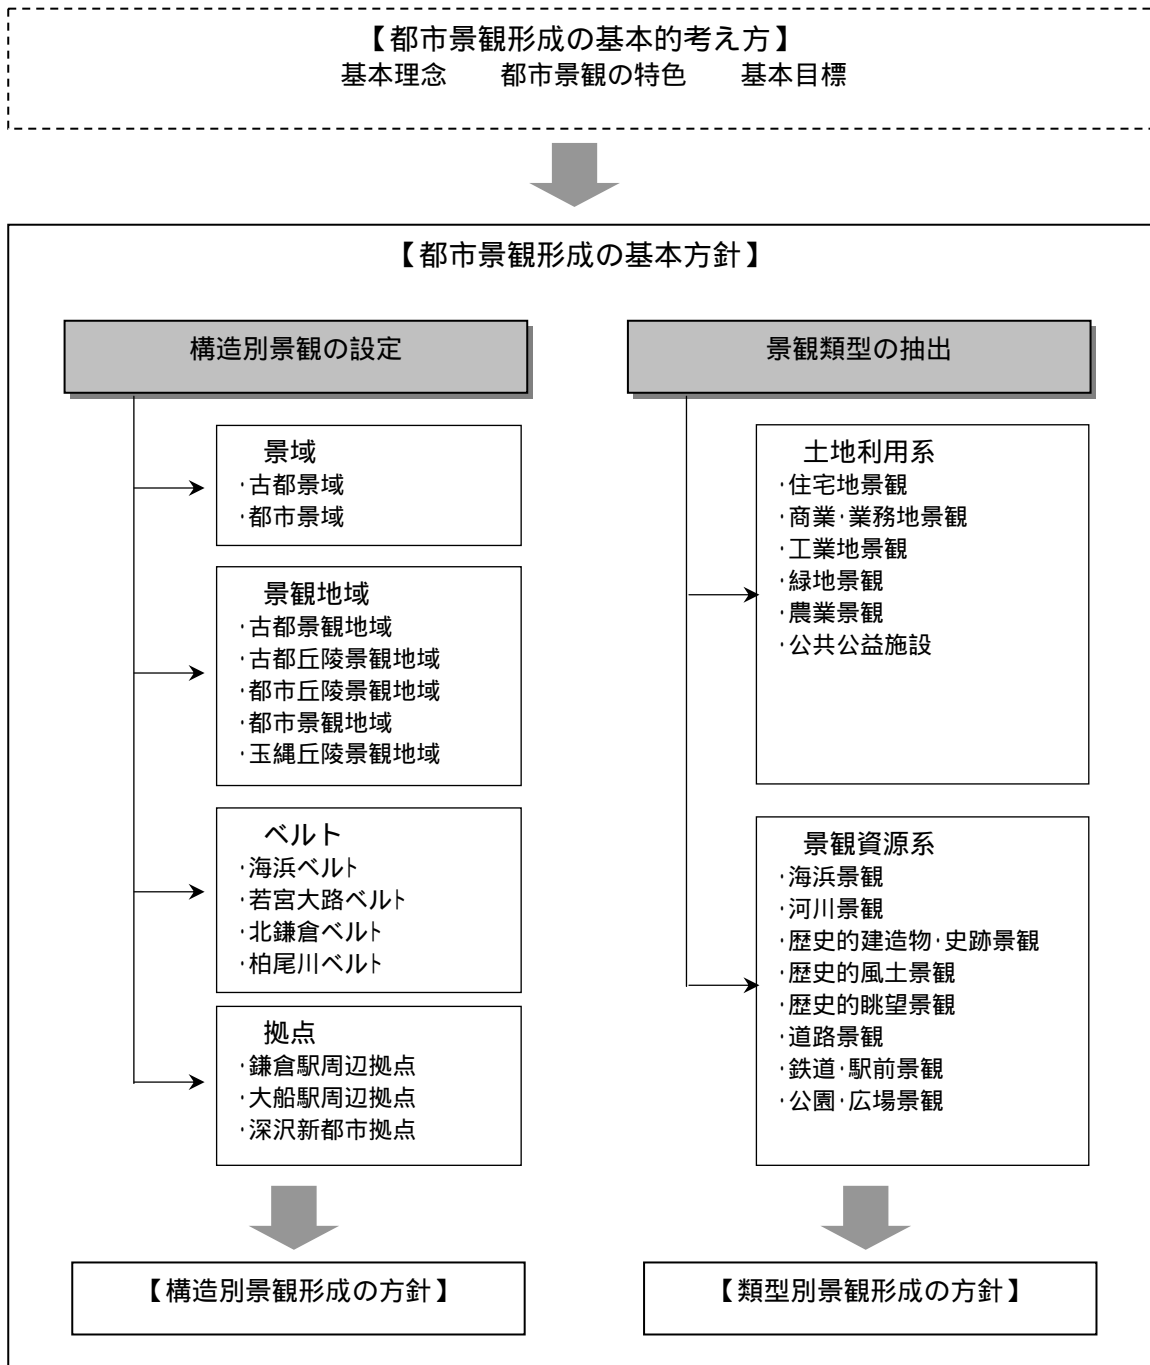 【都市景観形成の基本的考え方】
基本理念　　都市景観の特色　　基本目標
【都市景観形成の基本方針】
構造別景観の設定
景域
・古都景域
・都市景域
景観地域
・古都景観地域
・古都丘陵景観地域
・都市丘陵景観地域
・都市景観地域
・玉縄丘陵景観地域
ベルト
・海浜ベルト
・若宮大路ベルト
・北鎌倉ベルト
・柏尾川ベルト
拠点
・鎌倉駅周辺拠点
・大船駅周辺拠点
・深沢新都市拠点
【構造別景観形成の方針】
景観類型の抽出
土地利用系
・住宅地景観
・商業・業務地景観
・工業地景観
・緑地景観
・農業景観
・公共公益施設
景観資源系
・海浜景観
・河川景観
・歴史的建造物・史跡景観
・歴史的風土景観
・歴史的眺望景観
・道路景観
・鉄道・駅前景観
・公園・広場景観
【類型別景観形成の方針】